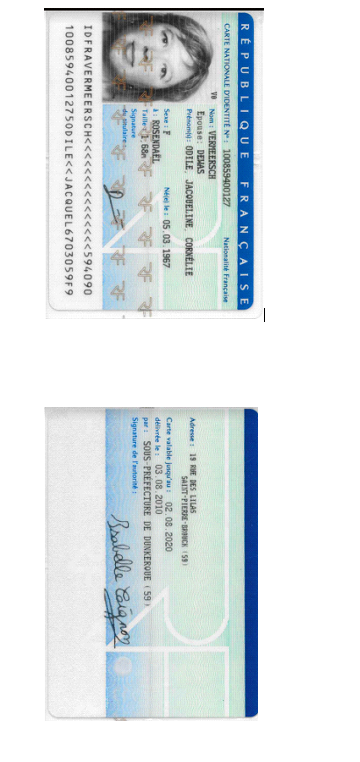 RÉPUBLIQUE FRANÇAISE
CARTE NATIONALE D'IDENTITÉ N° : 100859400127 Nationalité Française
VB
Nom : VERMEERSCH
Epouse : DEWAS
Prénom(s) : ODILE, JACQUELINE, CORNÉLIE
Sexe : F Né(e) le : 05.03.1967
à : ROSENDAËL
Taille : 1.68m
Signature
du titulaire :
IDFRAVERMEERSCH<<<<<<<<<<<<<<<594090
1008594001275ODILE<<JACQUEL6703059F9
Adresse : 19 RUE DES LILAS
SAINT-PIERRE-BROUCK (59)
Carte valable jusqu'au : 02.08.2020
délivrée le : 03.08.2010
par : SOUS-PRÉFECTURE DE DUNKERQUE (59)
Signature de l'autorité :